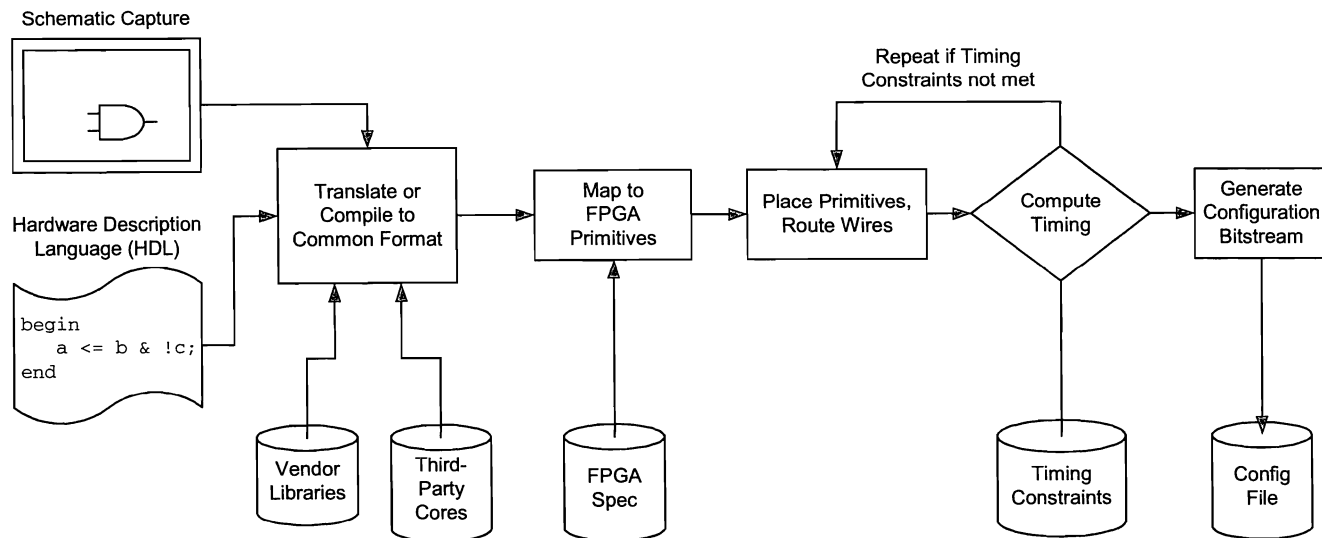 Schematic Capture
Repeat if Timing
Constraints not met
Translate or
Compile to
Common Format
Map to
FPGA
Primitives
Place Primitives,
Route Wires
Compute
Timing
Generate
Configuration
Bitstream
Hardware Description
Language (HDL)
begin
a <= b & !c;
end
Vendor
Libraries
Third-
Party
Cores
FPGA
Spec
Timing
Constraints
Config
File